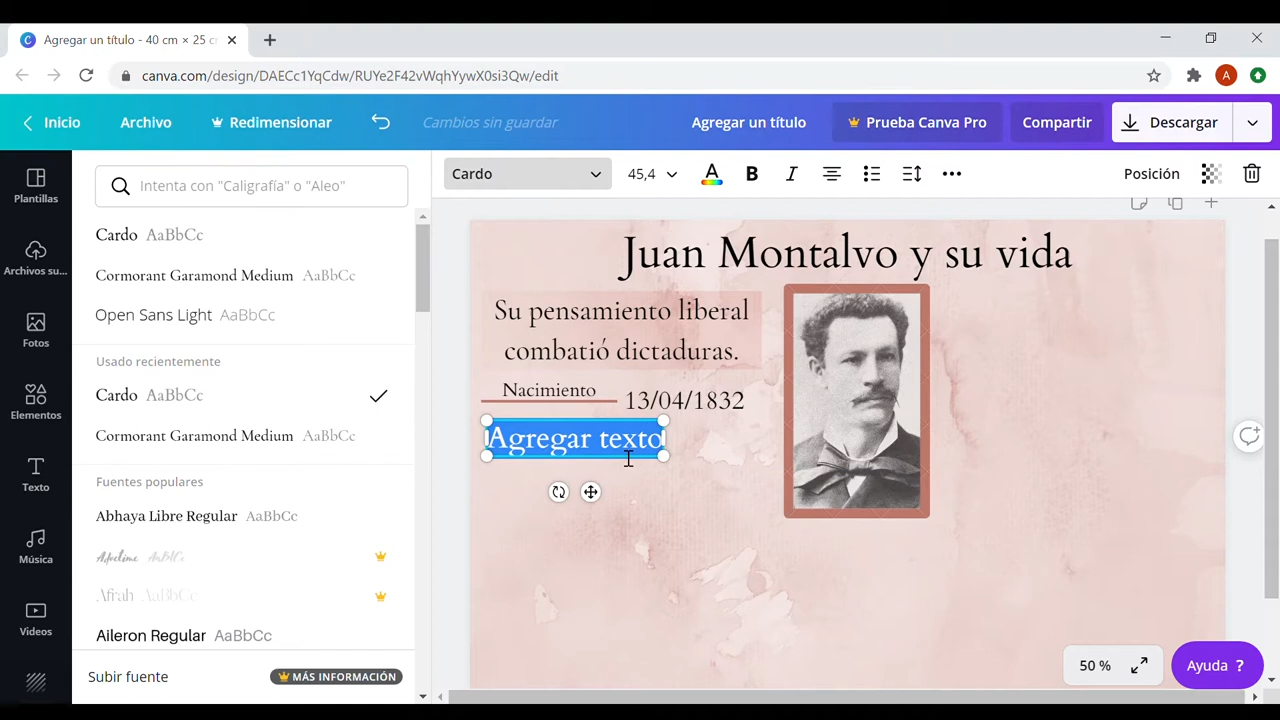 Agregar un título - 40 cm × 25 c
canva.com/design/DAECc1YqCdw/RUYe2F42vWqhYywX0si3Qw/edit
A
Inicio
Archivo
Redimensionar
Cambios sin guardar
Agregar un título
Prueba Canva Pro
Compartir
Descargar
Plantillas
Archivos su...
Fotos
Elementos
Texto
Música
Videos
Intenta con "Caligrafía" o "Aleo"
Cardo AaBbCc
Cormorant Garamond Medium AaBbCc
Open Sans Light AaBbCc
Usado recientemente
Cardo AaBbCc
Cormorant Garamond Medium AaBbCc
Fuentes populares
Abhaya Libre Regular AaBbCc
AaBbCc
Afrah AaBbCc
Aileron Regular AaBbCc
Subir fuente
MÁS INFORMACIÓN
Cardo
45,4
B
I
Posición
Juan Montalvo y su vida
Su pensamiento liberal
combatió dictaduras.
Nacimiento
13/04/1832
Agregar texto
50 %
Ayuda ?